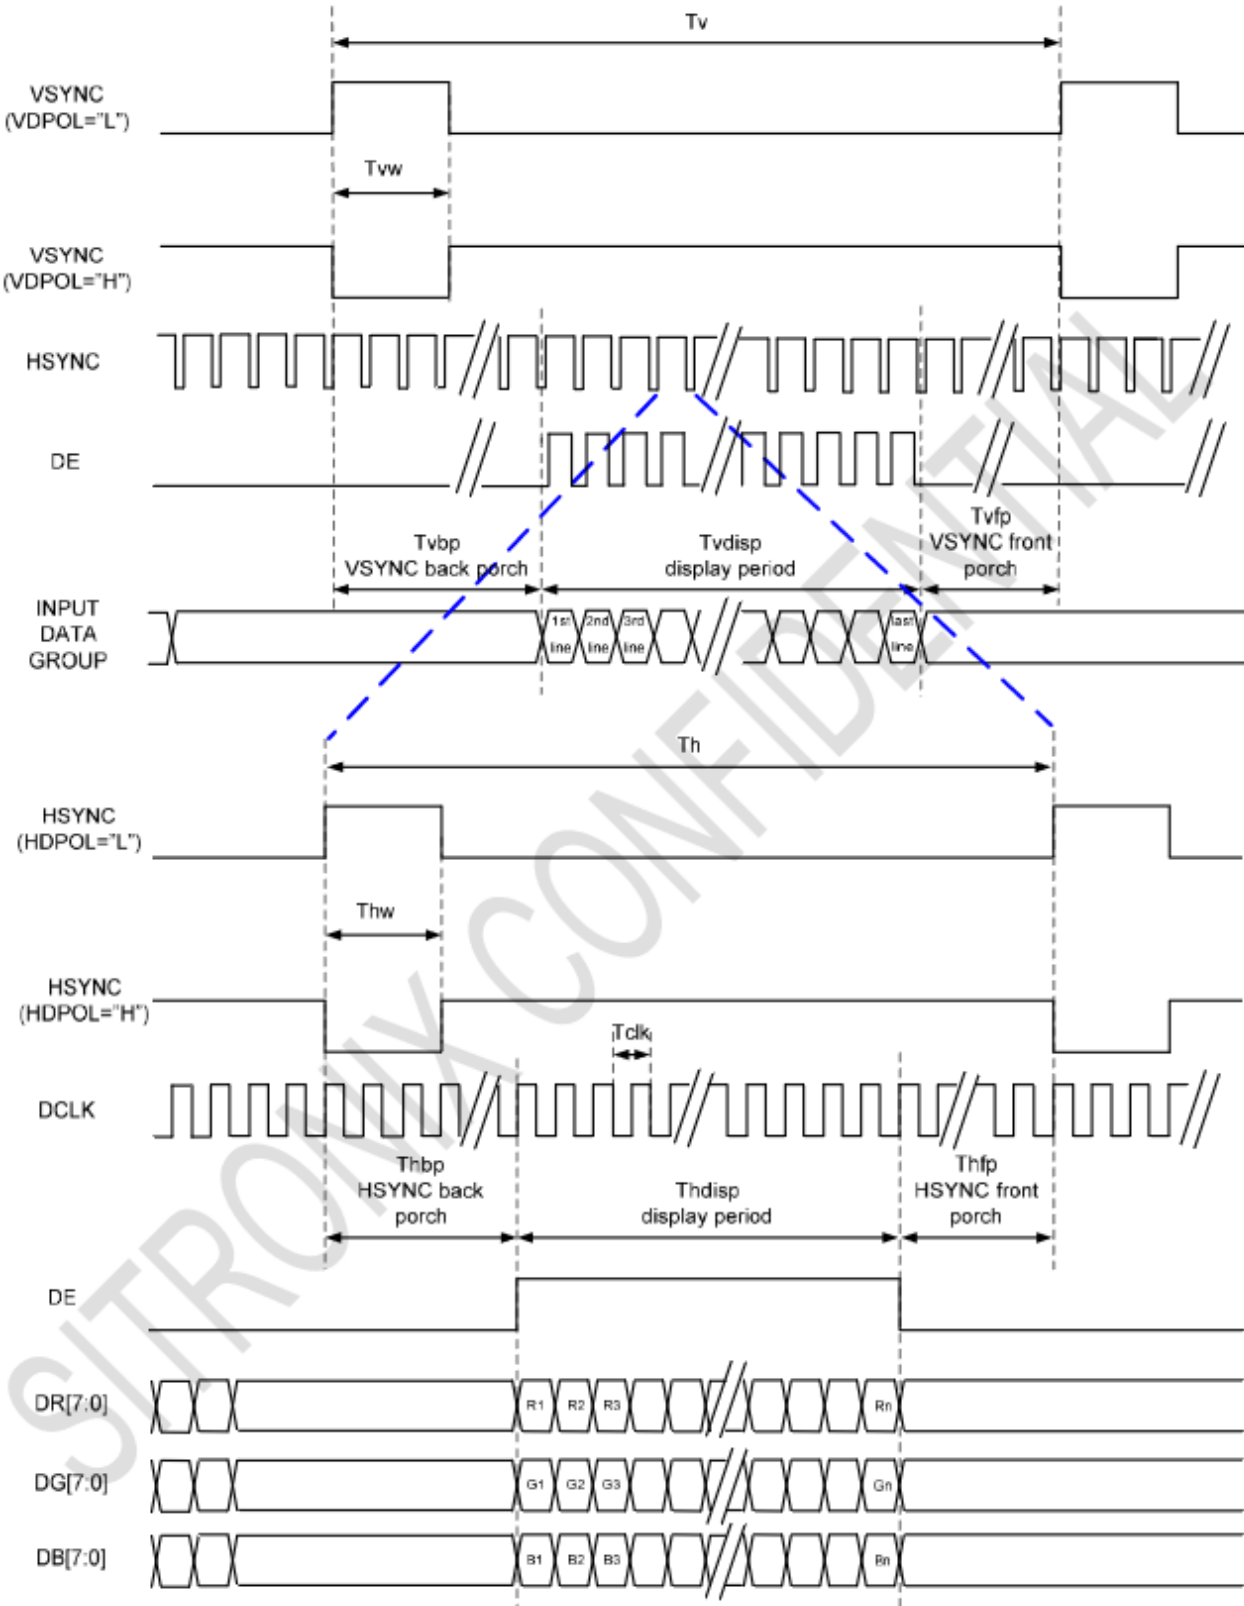 Tv
VSYNC
(VDPOL="L")
Tvw
VSYNC
(VDPOL="H")
HSYNC
DE
Tvbp
VSYNC back porch
Tvdisp
display period
Tvfp
VSYNC front
porch
INPUT
DATA
GROUP
1st
line
2nd
line
3rd
line
last
line
Th
HSYNC
(HDPOL="L")
Thw
HSYNC
(HDPOL="H")
Tclk
DCLK
Thbp
HSYNC back
porch
Thdisp
display period
Thfp
HSYNC front
porch
DE
DR[7:0]
R1 R2 R3 Rn
DG[7:0]
G1 G2 G3 Gn
DB[7:0]
B1 B2 B3 Bn
SITRONIX CONFIDENTIAL